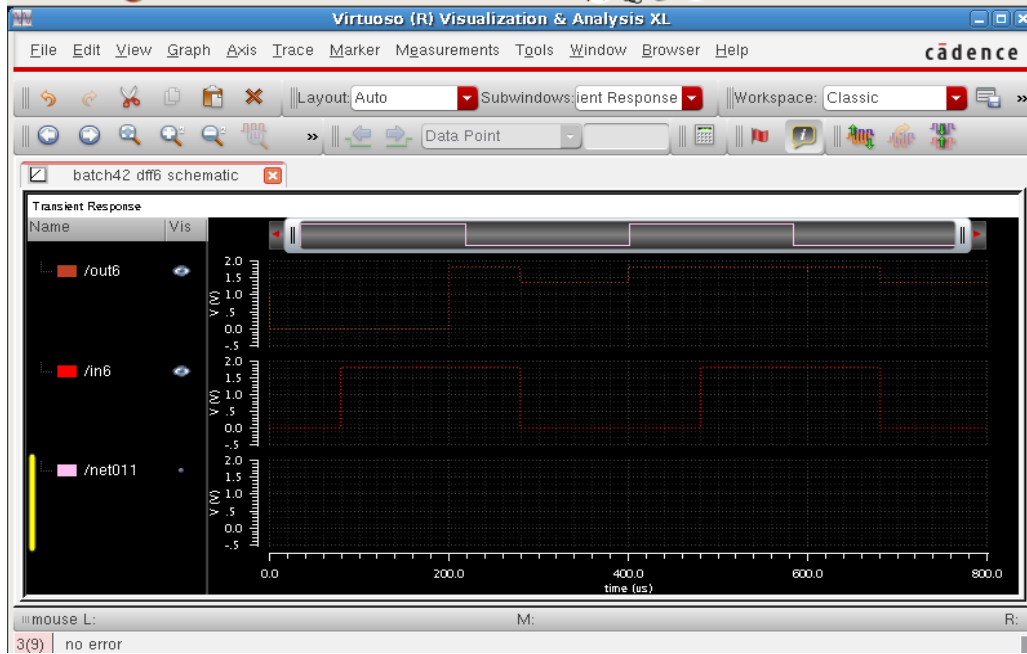 Virtuoso (R) Visualization & Analysis XL
File Edit View Graph Axis Trace Marker Measurements Tools Window Browser Help cādence
Layout: Auto Subwindows: ient Response Workspace: Classic »
» Data Point
batch42 dff6 schematic
Transient Response
Name Vis
/out6
2.0
1.5
1.0
.5
0.0
-.5
V (V)
/in6
2.0
1.5
1.0
.5
0.0
-.5
V (V)
/net011
2.0
1.5
1.0
.5
0.0
-.5
V (V)
0.0 200.0 400.0 600.0 800.0
time (us)
mouse L: M: R:
3(9) no error